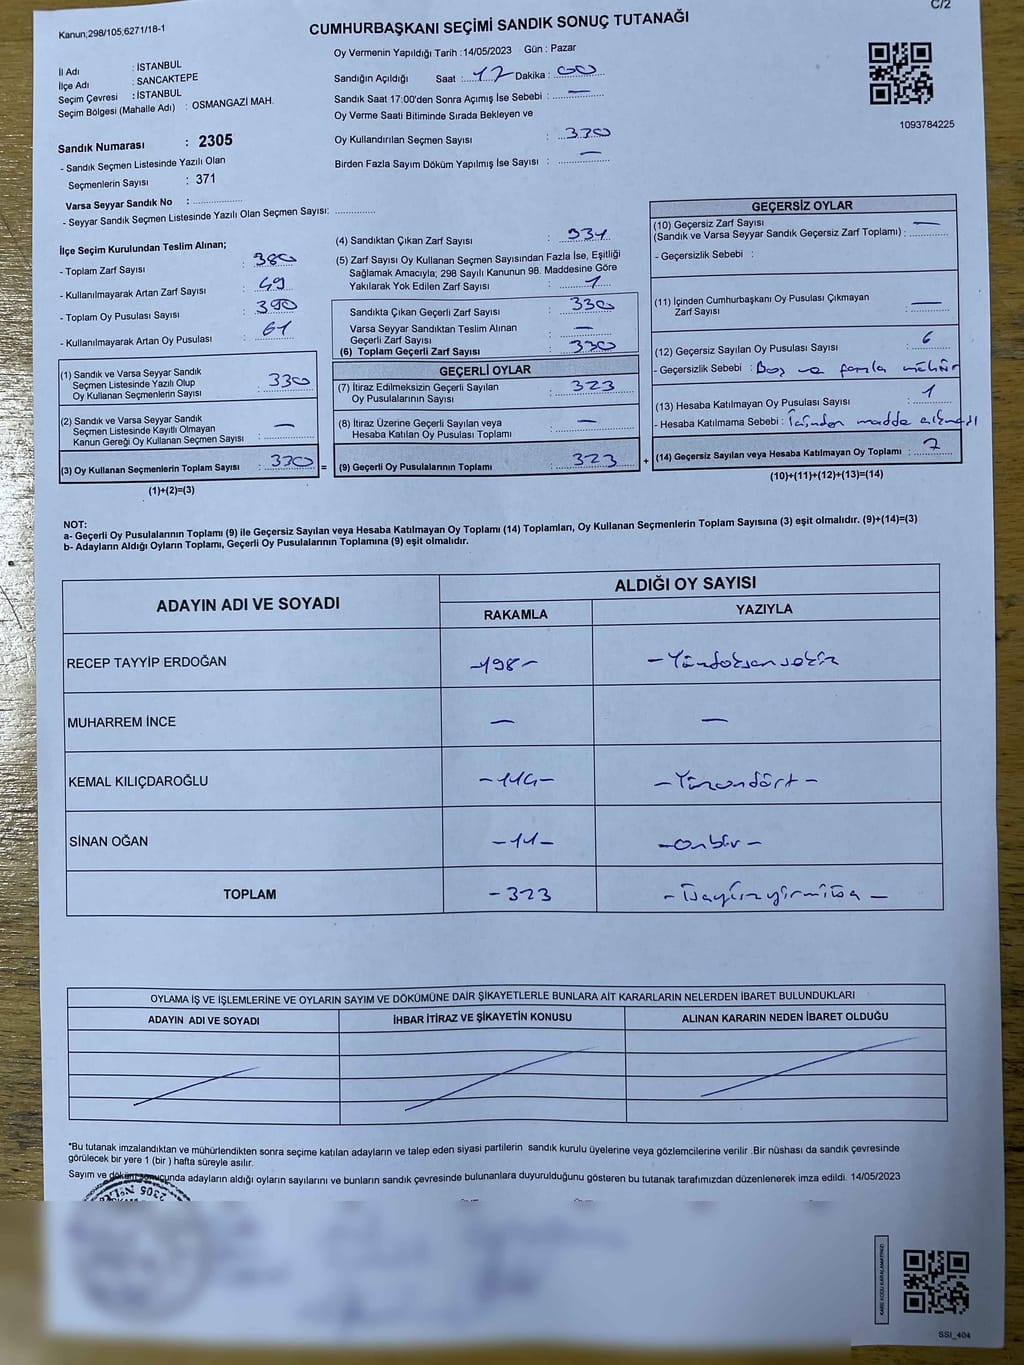 C/2
Kanun;298/105;6271/18-1
CUMHURBAŞKANI SEÇİMİ SANDIK SONUÇ TUTANAĞI
Oy Vermenin Yapıldığı Tarih :14/05/2023 Gün : Pazar
İl Adı : İSTANBUL
İlçe Adı : SANCAKTEPE
Seçim Çevresi : İSTANBUL
Seçim Bölgesi (Mahalle Adı) : OSMANGAZİ MAH.
Sandığın Açıldığı Saat : 17 Dakika : 00
Sandık Saat 17:00'den Sonra Açımış İse Sebebi : —
Oy Verme Saati Bitiminde Sırada Bekleyen ve
Oy Kullandırılan Seçmen Sayısı : 330
Birden Fazla Sayım Döküm Yapılmış İse Sayısı : —
1093784225
Sandık Numarası : 2305
- Sandık Seçmen Listesinde Yazılı Olan
Seçmenlerin Sayısı : 371
Varsa Seyyar Sandık No :
- Seyyar Sandık Seçmen Listesinde Yazılı Olan Seçmen Sayısı:
İlçe Seçim Kurulundan Teslim Alınan;
- Toplam Zarf Sayısı : 380
- Kullanılmayarak Artan Zarf Sayısı : 49
- Toplam Oy Pusulası Sayısı : 390
- Kullanılmayarak Artan Oy Pusulası : 61
(1) Sandık ve Varsa Seyyar Sandık
Seçmen Listesinde Yazılı Olup
Oy Kullanan Seçmenlerin Sayısı : 330
(2) Sandık ve Varsa Seyyar Sandık
Seçmen Listesinde Kayıtlı Olmayan
Kanun Gereği Oy Kullanan Seçmen Sayısı : —
(3) Oy Kullanan Seçmenlerin Toplam Sayısı : 330 =
(1)+(2)=(3)
(4) Sandıktan Çıkan Zarf Sayısı : 331
(5) Zarf Sayısı Oy Kullanan Seçmen Sayısından Fazla İse, Eşitliği
Sağlamak Amacıyla; 298 Sayılı Kanunun 98. Maddesine Göre
Yakılarak Yok Edilen Zarf Sayısı : 1
Sandıkta Çıkan Geçerli Zarf Sayısı : 330
Varsa Seyyar Sandıktan Teslim Alınan
Geçerli Zarf Sayısı : —
(6) Toplam Geçerli Zarf Sayısı : 330
GEÇERLİ OYLAR
(7) İtiraz Edilmeksizin Geçerli Sayılan
Oy Pusulalarının Sayısı : 323
(8) İtiraz Üzerine Geçerli Sayılan veya
Hesaba Katılan Oy Pusulası Toplamı : —
(9) Geçerli Oy Pusulalarının Toplamı : 323 +
GEÇERSİZ OYLAR
(10) Geçersiz Zarf Sayısı
(Sandık ve Varsa Seyyar Sandık Geçersiz Zarf Toplamı) : —
- Geçersizlik Sebebi :
(11) İçinden Cumhurbaşkanı Oy Pusulası Çıkmayan
Zarf Sayısı : —
(12) Geçersiz Sayılan Oy Pusulası Sayısı : 6
- Geçersizlik Sebebi : Boş ve fazla mühür
(13) Hesaba Katılmayan Oy Pusulası Sayısı : 1
- Hesaba Katılmama Sebebi : İçinden madde çıkması
(14) Geçersiz Sayılan veya Hesaba Katılmayan Oy Toplamı : 7
(10)+(11)+(12)+(13)=(14)
NOT:
a- Geçerli Oy Pusulalarının Toplamı (9) ile Geçersiz Sayılan veya Hesaba Katılmayan Oy Toplamı (14) Toplamları, Oy Kullanan Seçmenlerin Toplam Sayısına (3) eşit olmalıdır. (9)+(14)=(3)
b- Adayların Aldığı Oyların Toplamı, Geçerli Oy Pusulalarının Toplamına (9) eşit olmalıdır.
ADAYIN ADI VE SOYADI
ALDIĞI OY SAYISI
RAKAMLA YAZIYLA
RECEP TAYYİP ERDOĞAN -198- -Yüzdoksansekiz
MUHARREM İNCE — —
KEMAL KILIÇDAROĞLU -114- -Yüzondört-
SİNAN OĞAN -11- -Onbir-
TOPLAM -323 -Üçyüzyirmiüç-
OYLAMA İŞ VE İŞLEMLERİNE VE OYLARIN SAYIM VE DÖKÜMÜNE DAİR ŞİKAYETLERLE BUNLARA AİT KARARLARIN NELERDEN İBARET BULUNDUKLARI
ADAYIN ADI VE SOYADI İHBAR İTİRAZ VE ŞİKAYETİN KONUSU ALINAN KARARIN NEDEN İBARET OLDUĞU
*Bu tutanak imzalandıktan ve mühürlendikten sonra seçime katılan adayların ve talep eden siyasi partilerin sandık kurulu üyelerine veya gözlemcilerine verilir .Bir nüshası da sandık çevresinde
görülecek bir yere 1 (bir ) hafta süreyle asılır.
Sayım ve döküm sonucunda adayların aldığı oyların sayılarını ve bunların sandık çevresinde bulunanlara duyurulduğunu gösteren bu tutanak tarafımızdan düzenlenerek imza edildi. 14/05/2023
KARE KODU KARALAMAYINIZ!
SSI_404